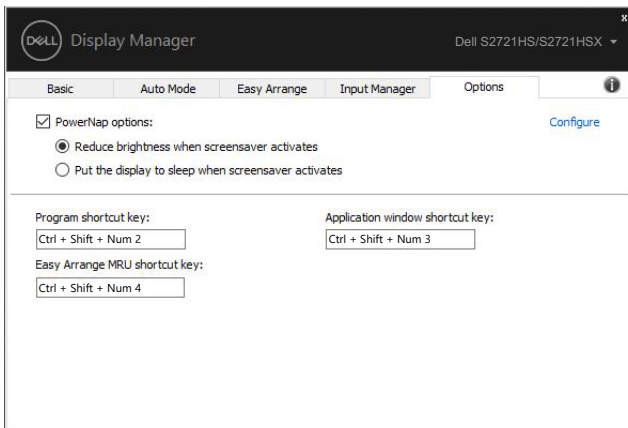 DELL Display Manager
Dell S2721HS/S2721HSX
x
Basic Auto Mode Easy Arrange Input Manager Options i
PowerNap options: Configure
Reduce brightness when screensaver activates
Put the display to sleep when screensaver activates
Program shortcut key: Application window shortcut key:
Ctrl + Shift + Num 2 Ctrl + Shift + Num 3
Easy Arrange MRU shortcut key:
Ctrl + Shift + Num 4